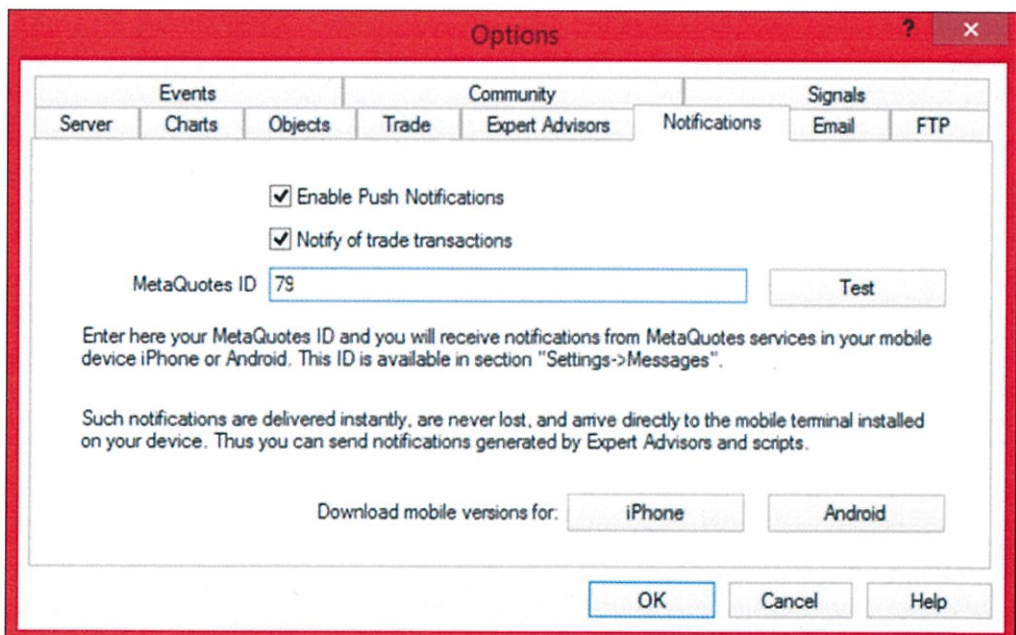 Options ? ×
Events Community Signals
Server Charts Objects Trade Expert Advisors Notifications Email FTP
Enable Push Notifications
Notify of trade transactions
MetaQuotes ID 79 Test
Enter here your MetaQuotes ID and you will receive notifications from MetaQuotes services in your mobile
device iPhone or Android. This ID is available in section "Settings->Messages".
Such notifications are delivered instantly, are never lost, and arrive directly to the mobile terminal installed
on your device. Thus you can send notifications generated by Expert Advisors and scripts.
Download mobile versions for: iPhone Android
OK Cancel Help